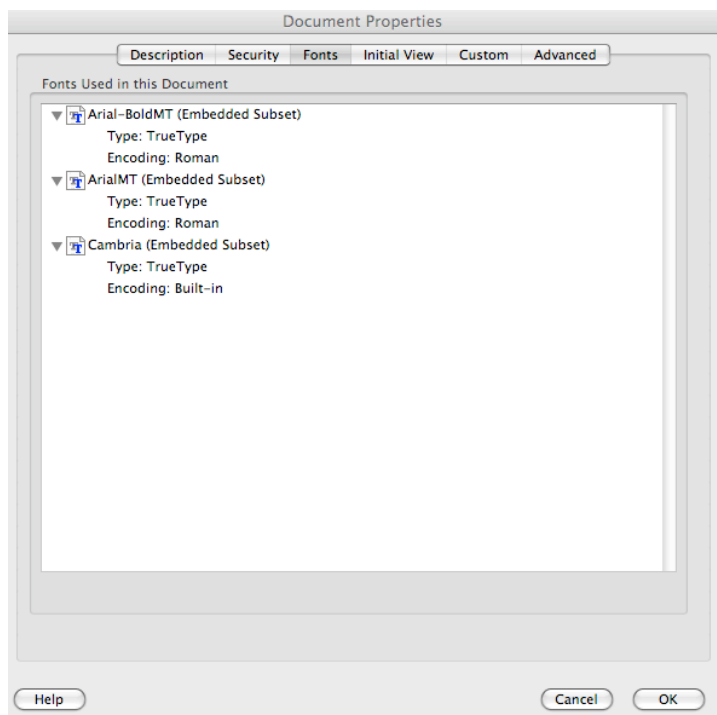 Document Properties
Description Security Fonts Initial View Custom Advanced
Fonts Used in this Document
Arial-BoldMT (Embedded Subset)
Type: TrueType
Encoding: Roman
ArialMT (Embedded Subset)
Type: TrueType
Encoding: Roman
Cambria (Embedded Subset)
Type: TrueType
Encoding: Built-in
Help Cancel OK